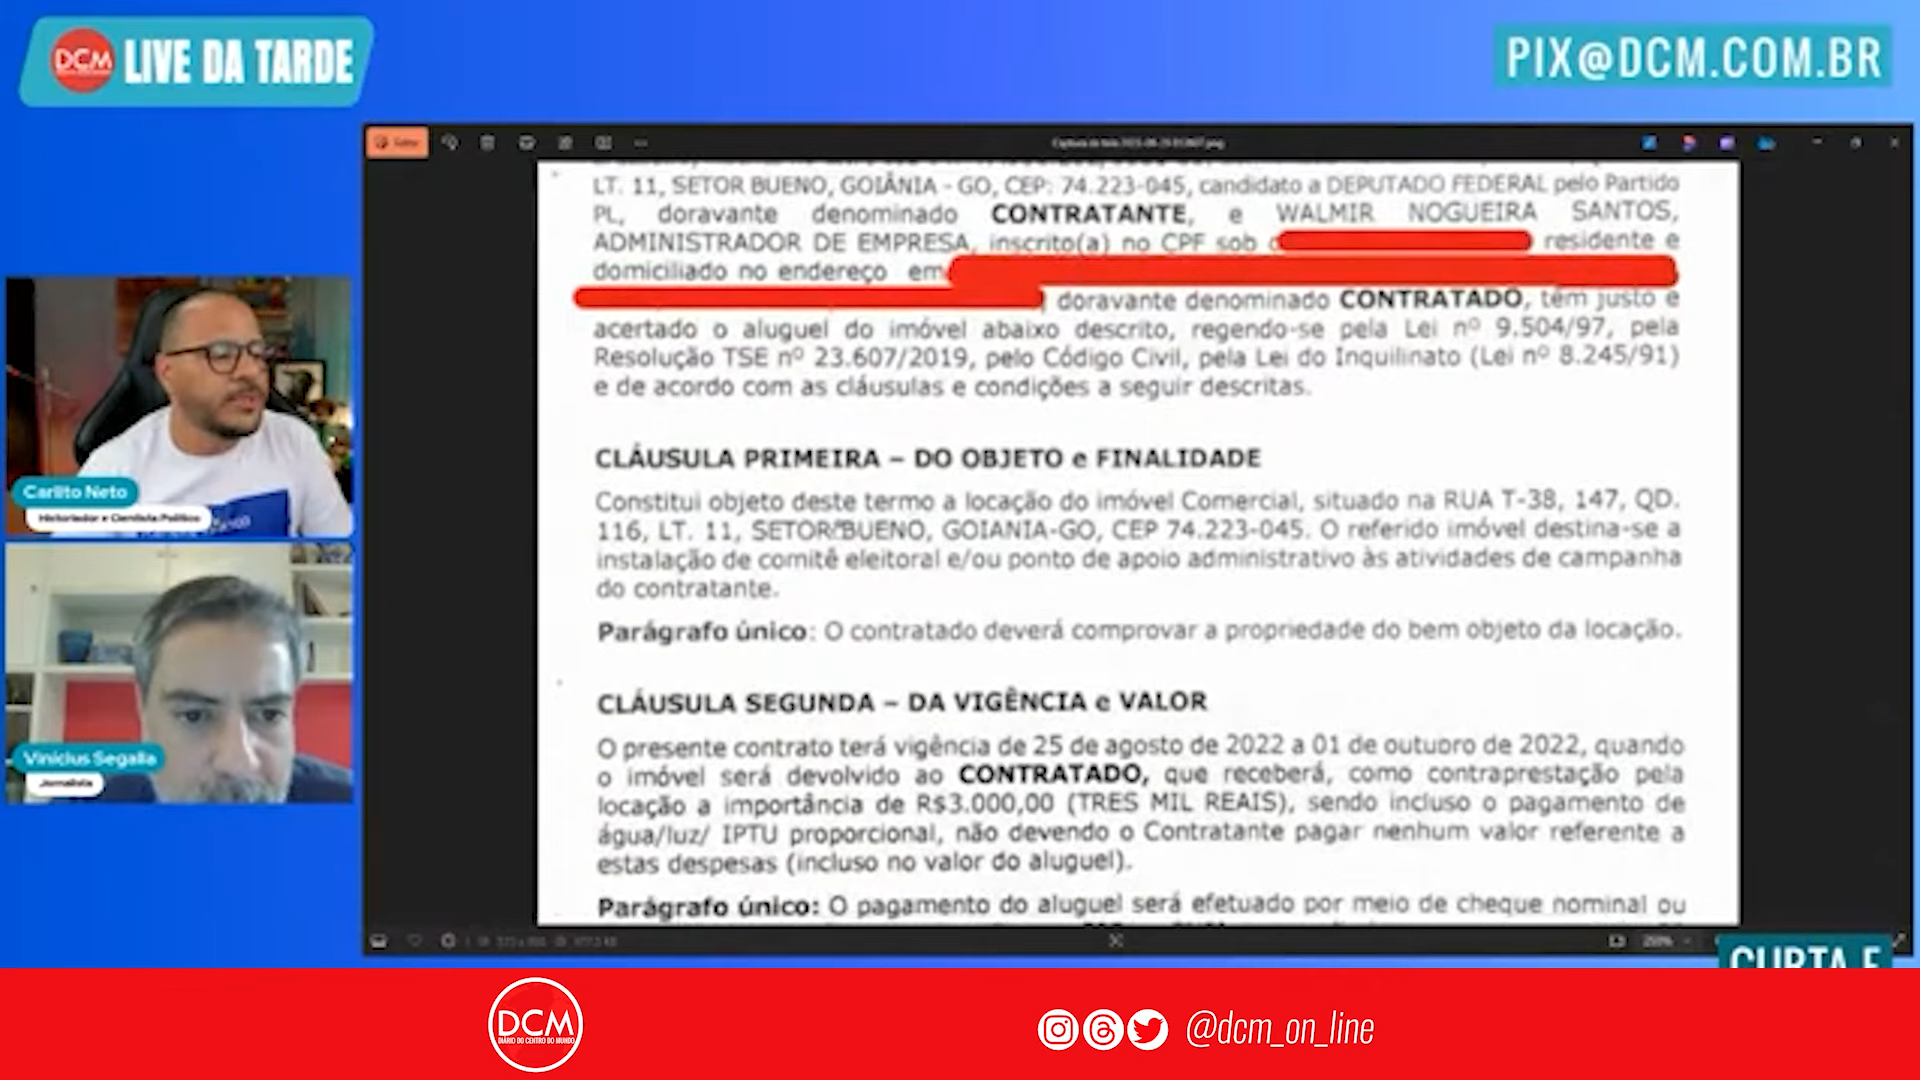 DCM LIVE DA TARDE
PIX@DCM.COM.BR
LT. 11, SETOR BUENO, GOIÂNIA - GO, CEP: 74.223-045, candidato a DEPUTADO FEDERAL pelo Partido
PL, doravante denominado CONTRATANTE, e WALMIR NOGUEIRA SANTOS,
ADMINISTRADOR DE EMPRESA, inscrito(a) no CPF sob residente e
domiciliado no endereço em
doravante denominado CONTRATADO, têm justo e
acertado o aluguel do imóvel abaixo descrito, regendo-se pela Lei nº 9.504/97, pela
Resolução TSE nº 23.607/2019, pelo Código Civil, pela Lei do Inquilinato (Lei nº 8.245/91)
e de acordo com as cláusulas e condições a seguir descritas.
CLÁUSULA PRIMEIRA – DO OBJETO e FINALIDADE
Constitui objeto deste termo a locação do imóvel Comercial, situado na RUA T-38, 147, QD.
116, LT. 11, SETOR BUENO, GOIANIA-GO, CEP 74.223-045. O referido imóvel destina-se a
instalação de comitê eleitoral e/ou ponto de apoio administrativo às atividades de campanha
do contratante.
Parágrafo único: O contratado deverá comprovar a propriedade do bem objeto da locação.
CLÁUSULA SEGUNDA – DA VIGÊNCIA e VALOR
O presente contrato terá vigência de 25 de agosto de 2022 a 01 de outubro de 2022, quando
o imóvel será devolvido ao CONTRATADO, que receberá, como contraprestação pela
locação a importância de R$3.000,00 (TRES MIL REAIS), sendo incluso o pagamento de
água/luz/ IPTU proporcional, não devendo o Contratante pagar nenhum valor referente a
estas despesas (incluso no valor do aluguel).
Parágrafo único: O pagamento do aluguel será efetuado por meio de cheque nominal ou
Carlito Neto
Historiador e Cientista Político
Vinícius Segalla
Jornalista
CURTA E
DCM
DIÁRIO DO CENTRO DO MUNDO
@dcm_on_line